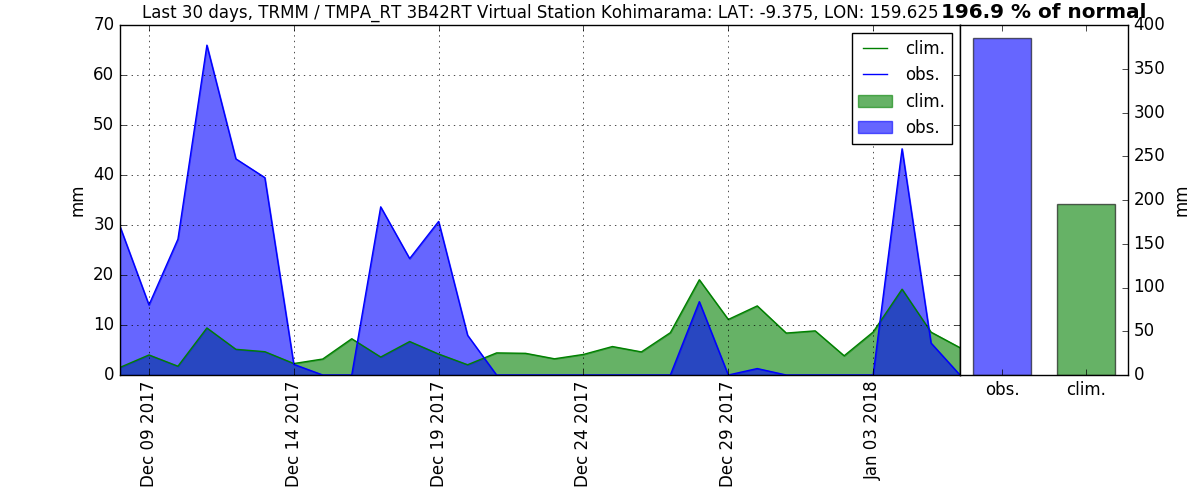 Last 30 days, TRMM / TMPA_RT 3B42RT Virtual Station Kohimarama: LAT: -9.375, LON: 159.625
196.9 % of normal
70
60
50
40
30
20
10
0
mm
clim.
obs.
clim.
obs.
Dec 09 2017
Dec 14 2017
Dec 19 2017
Dec 24 2017
Dec 29 2017
Jan 03 2018
400
350
300
250
200
150
100
50
0
mm
obs.
clim.